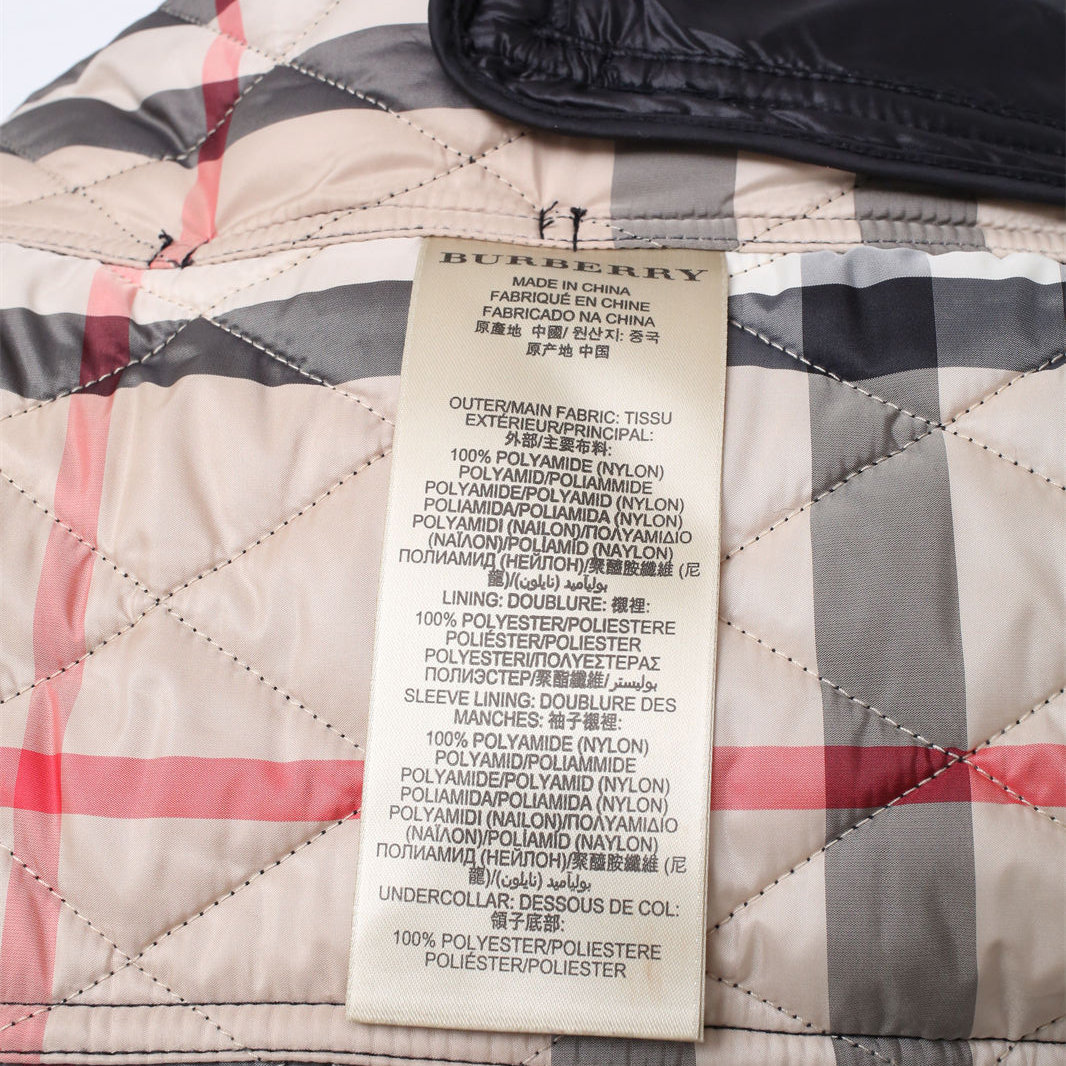 BURBERRY
MADE IN CHINA
FABRIQUÉ EN CHINE
FABRICADO NA CHINA
原產地 中國/ 원산지: 중국
原产地 中国
OUTER/MAIN FABRIC: TISSU
EXTÉRIEUR/PRINCIPAL:
外部/主要布料:
100% POLYAMIDE (NYLON)
POLYAMID/POLIAMMIDE
POLYAMIDE/POLYAMID (NYLON)
POLIAMIDA/POLIAMIDA (NYLON)
POLYAMIDI (NAILON)/ΠΟΛΥΑΜΙΔΙΟ
(ΝΑΪΛΟΝ)/POLİAMİD (NAYLON)
ПОЛИАМИД (НЕЙЛОН)/聚醯胺纖維 (尼
龍)/بولياميد (نايلون)/
LINING: DOUBLURE: 襯裡:
100% POLYESTER/POLIESTERE
POLIÉSTER/POLIESTER
POLYESTERI/ΠΟΛΥΕΣΤΕΡΑΣ
ПОЛИЭСТЕР/聚酯纖維/بوليستر
SLEEVE LINING: DOUBLURE DES
MANCHES: 袖子襯裡:
100% POLYAMIDE (NYLON)
POLYAMID/POLIAMMIDE
POLYAMIDE/POLYAMID (NYLON)
POLIAMIDA/POLIAMIDA (NYLON)
POLYAMIDI (NAILON)/ΠΟΛΥΑΜΙΔΙΟ
(ΝΑΪΛΟΝ)/POLİAMİD (NAYLON)
ПОЛИАМИД (НЕЙЛОН)/聚醯胺纖維 (尼
龍)/بولياميد (نايلون)/
UNDERCOLLAR: DESSOUS DE COL:
領子底部:
100% POLYESTER/POLIESTERE
POLIÉSTER/POLIESTER